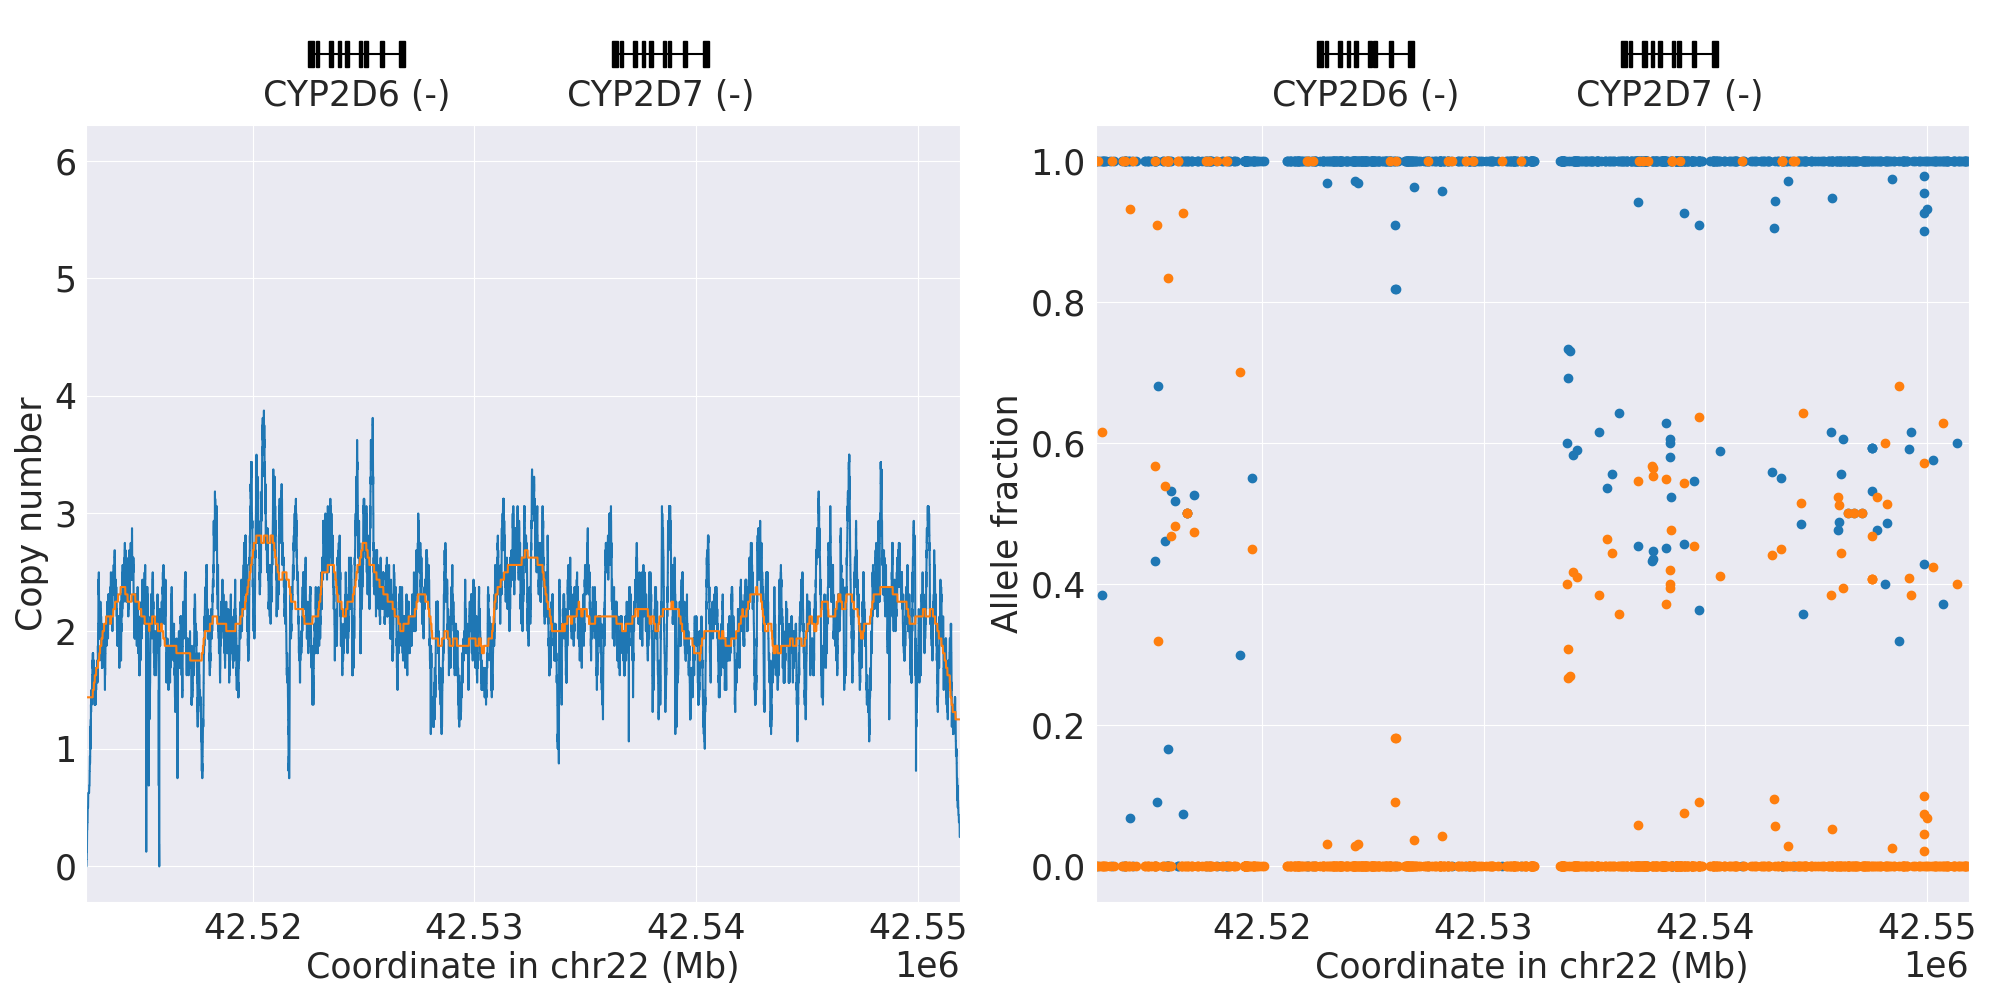 CYP2D6 (-) CYP2D7 (-)
6
5
4
3
2
1
0
Copy number
42.52 42.53 42.54 42.55
Coordinate in chr22 (Mb) 1e6
CYP2D6 (-) CYP2D7 (-)
1.0
0.8
0.6
0.4
0.2
0.0
Allele fraction
42.52 42.53 42.54 42.55
Coordinate in chr22 (Mb) 1e6